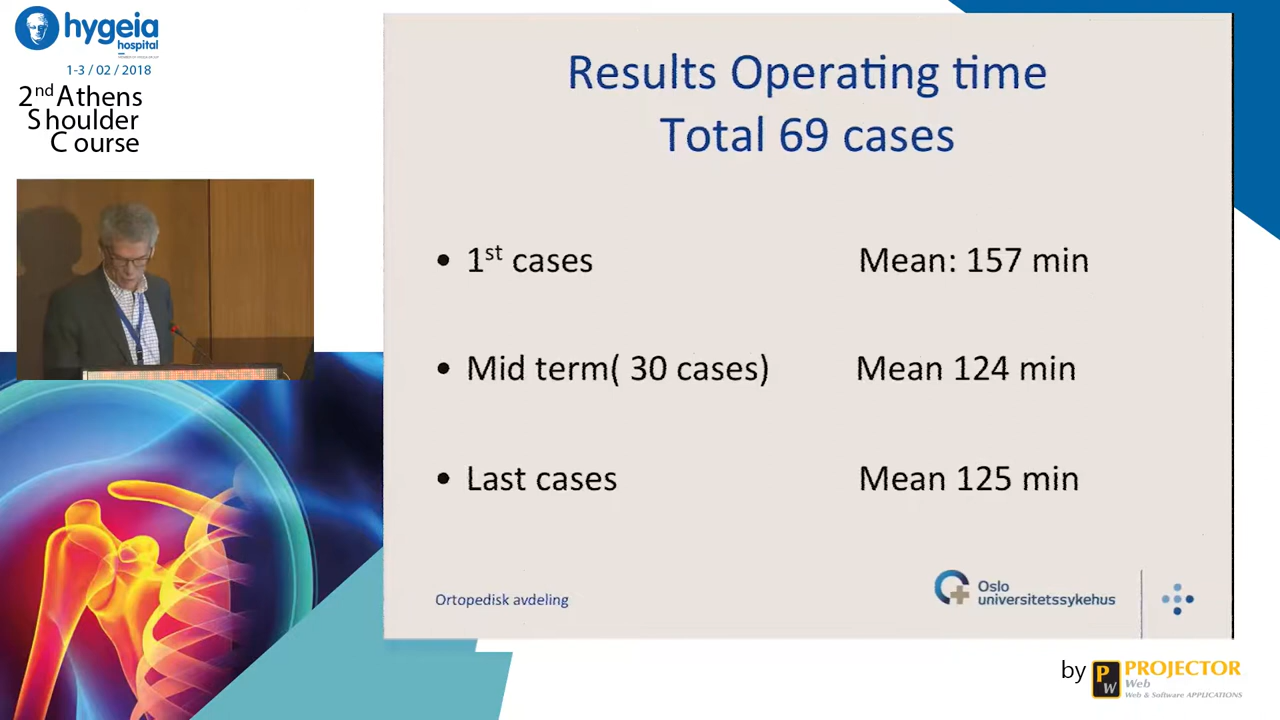 hygeia
hospital
1-3 / 02 / 2018
2nd Athens
Shoulder
Course
Results Operating time
Total 69 cases
• 1st cases Mean: 157 min
• Mid term( 30 cases) Mean 124 min
• Last cases Mean 125 min
Ortopedisk avdeling
Oslo
universitetssykehus
by PW PROJECTOR
Web
Web & Software APPLICATIONS